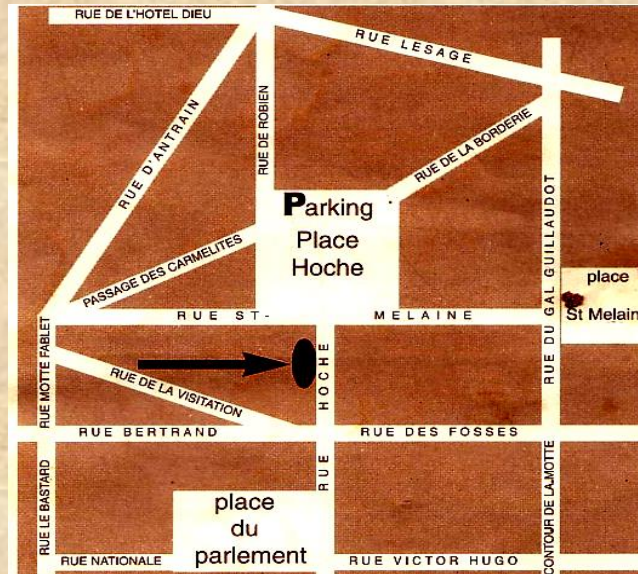 RUE DE L'HOTEL DIEU
RUE LESAGE
RUE D'ANTRAIN
RUE DE ROBIEN
RUE DE LA BORDERIE
Parking
Place
Hoche
PASSAGE DES CARMELITES
RUE DU GAL GUILLAUDOT
place
St Melain
RUE ST-MELAINE
RUE MOTTE FABLET
RUE DE LA VISITATION
RUE HOCHE
RUE BERTRAND
RUE DES FOSSES
RUE LE BASTARD
place
du
parlement
CONTOUR DE LA MOTTE
RUE NATIONALE
RUE VICTOR HUGO